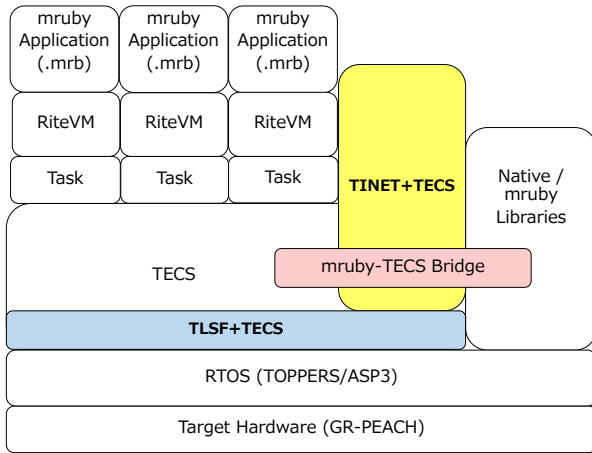 mruby
Application
(.mrb)
mruby
Application
(.mrb)
mruby
Application
(.mrb)
RiteVM
RiteVM
RiteVM
Task
Task
Task
TINET+TECS
Native /
mruby
Libraries
TECS
mruby-TECS Bridge
TLSF+TECS
RTOS (TOPPERS/ASP3)
Target Hardware (GR-PEACH)